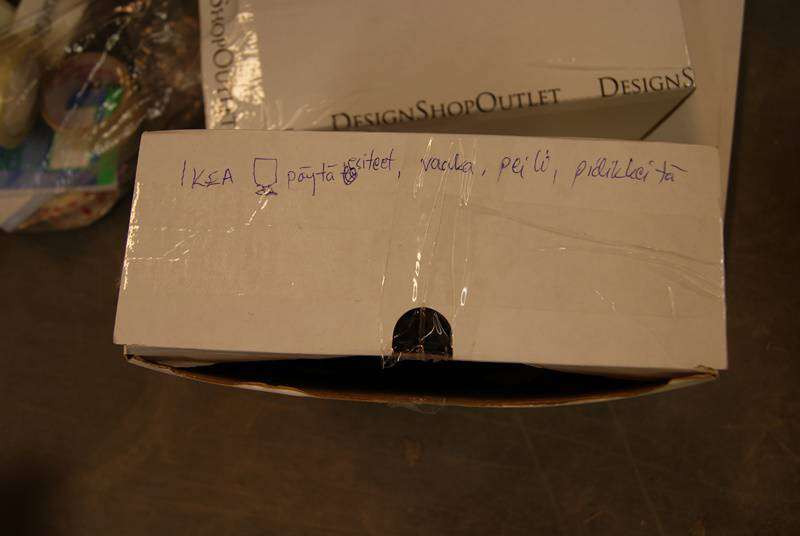 SHOPOUTLET
DESIGNSHOPOUTLET DESIGNS
IKEA pöytä esiteet, vaaka, peili, pidikkeitä